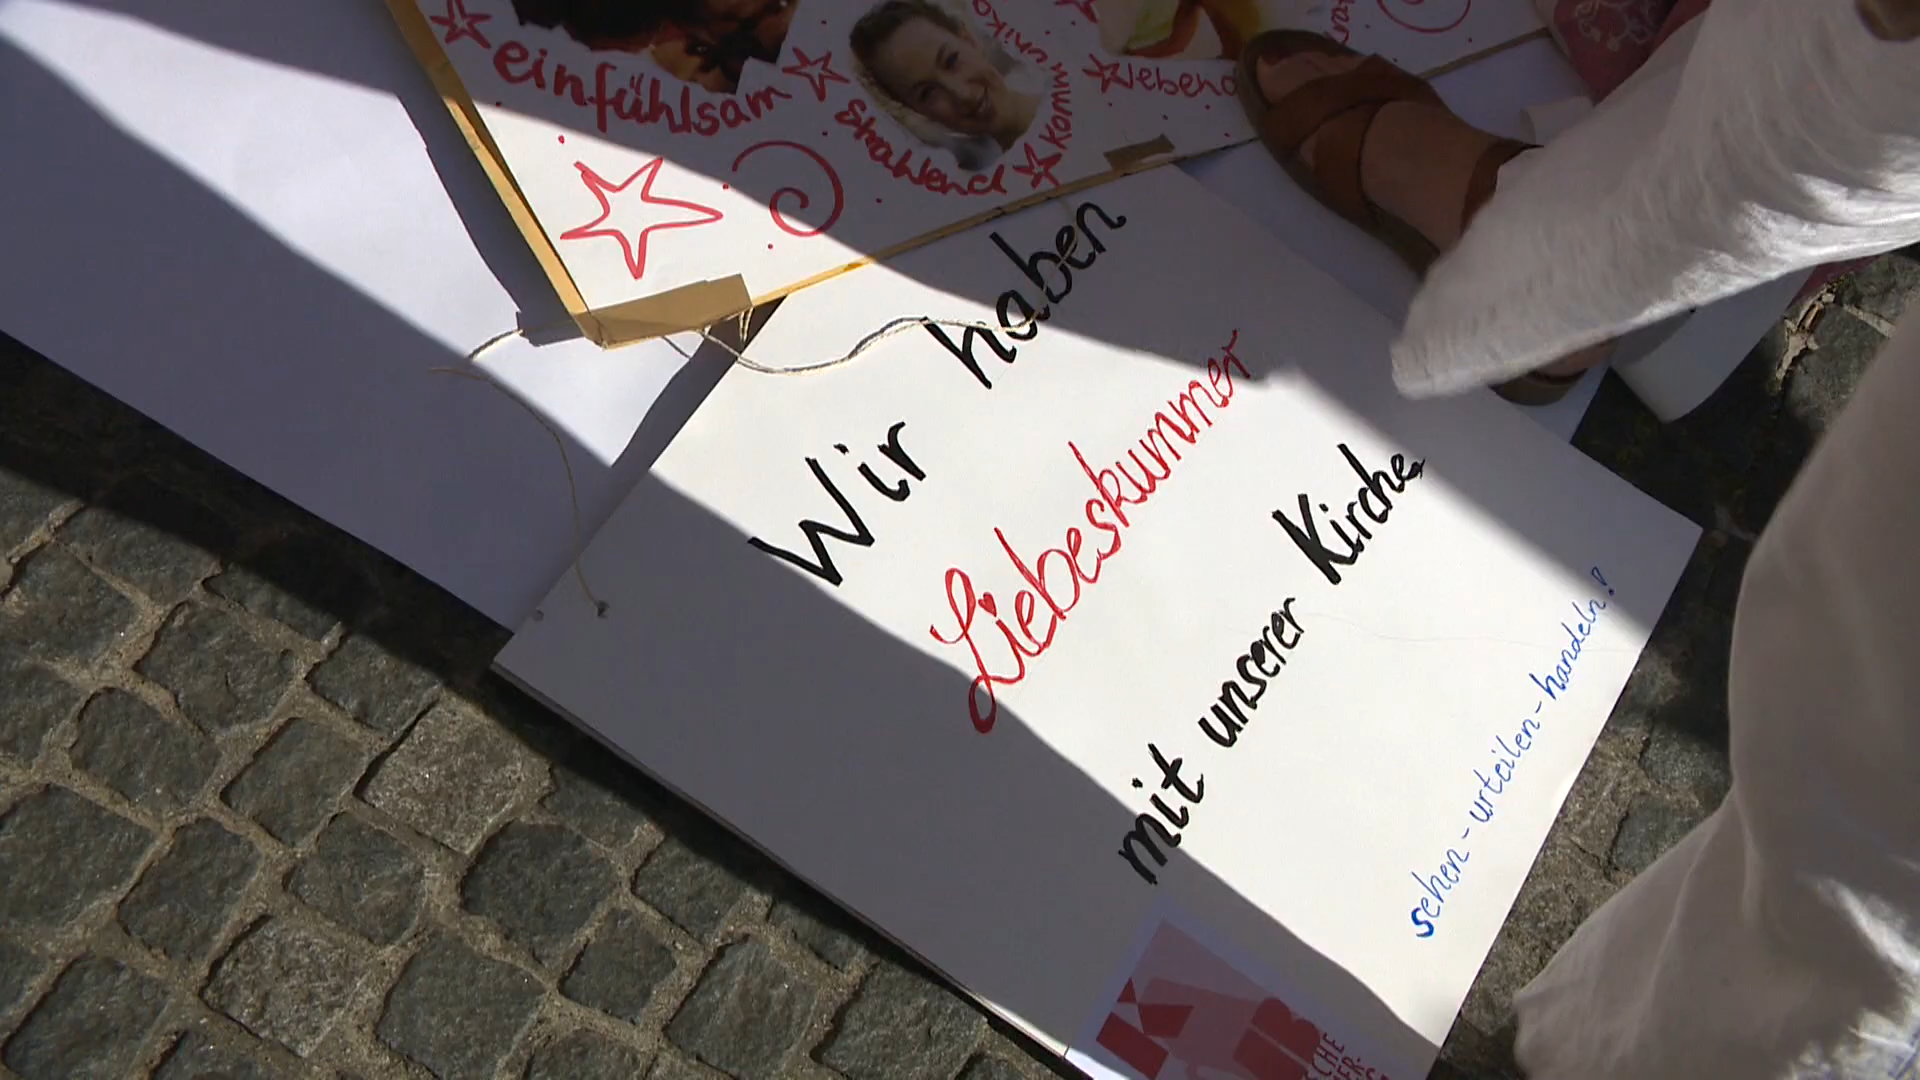 einfühlsam
strahlend
Wir haben
Liebeskummer
mit unserer Kirche
sehen - urteilen - handeln!